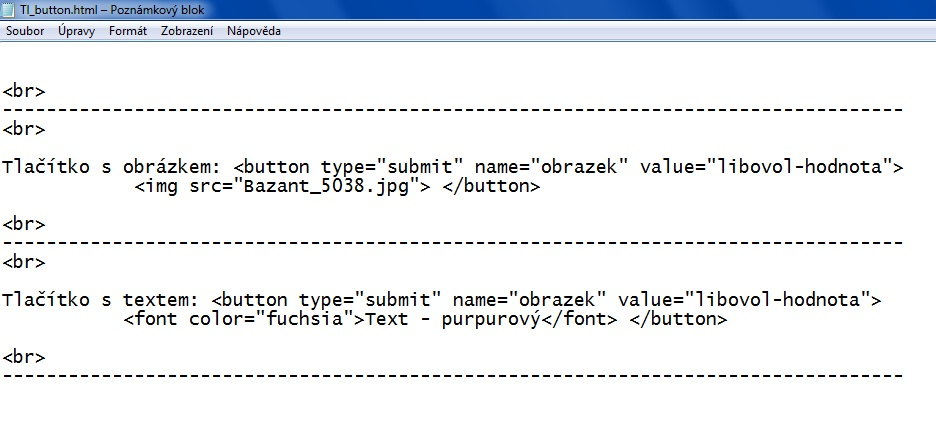 Tl_button.html – Poznámkový blok
Soubor Úpravy Formát Zobrazení Nápověda
<br>
----------------------------------------------------------------------------------
<br>
Tlačítko s obrázkem: <button type="submit" name="obrazek" value="libovol-hodnota">
<img src="Bazant_5038.jpg"> </button>
<br>
----------------------------------------------------------------------------------
<br>
Tlačítko s textem: <button type="submit" name="obrazek" value="libovol-hodnota">
<font color="fuchsia">Text - purpurový</font> </button>
<br>
----------------------------------------------------------------------------------